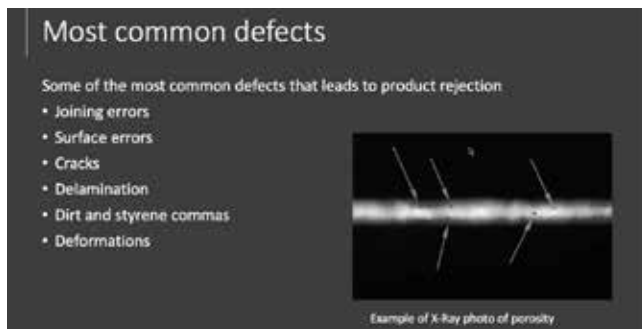 Most common defects
Some of the most common defects that leads to product rejection
• Joining errors
• Surface errors
• Cracks
• Delamination
• Dirt and styrene commas
• Deformations
Example of X-Ray photo of porosity